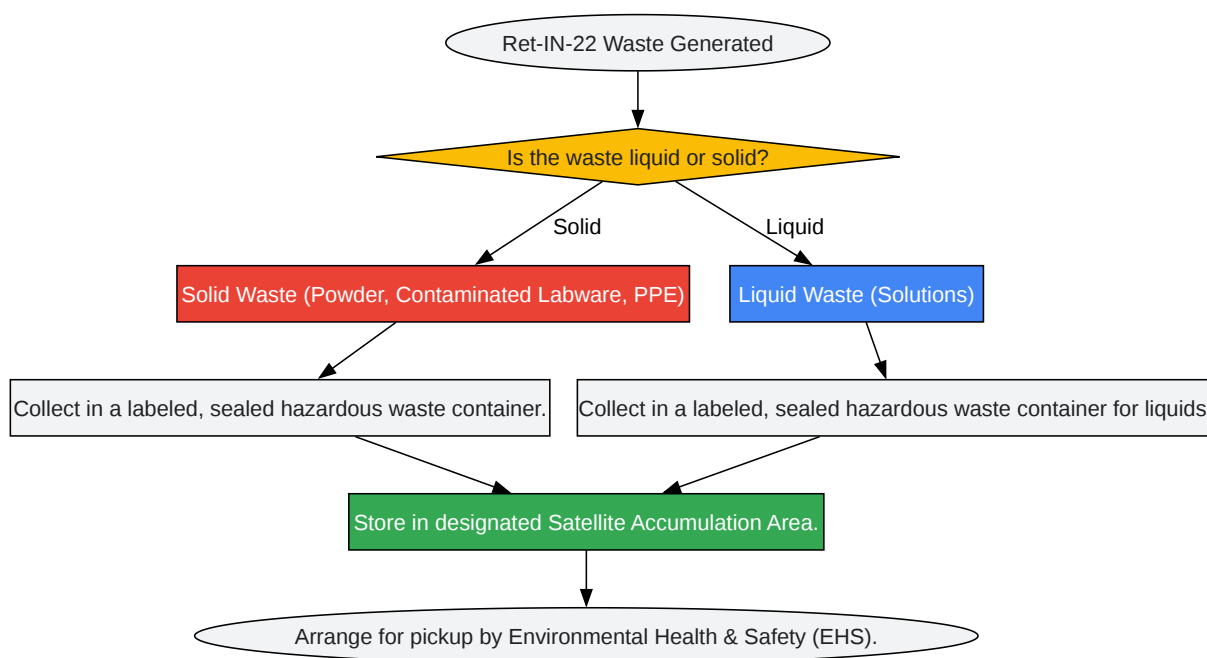 Ret-IN-22 Waste Generated
Is the waste liquid or solid?
Solid
Liquid
Solid Waste (Powder, Contaminated Labware, PPE)
Liquid Waste (Solutions)
Collect in a labeled, sealed hazardous waste container.
Collect in a labeled, sealed hazardous waste container for liquids
Store in designated Satellite Accumulation Area.
Arrange for pickup by Environmental Health & Safety (EHS).